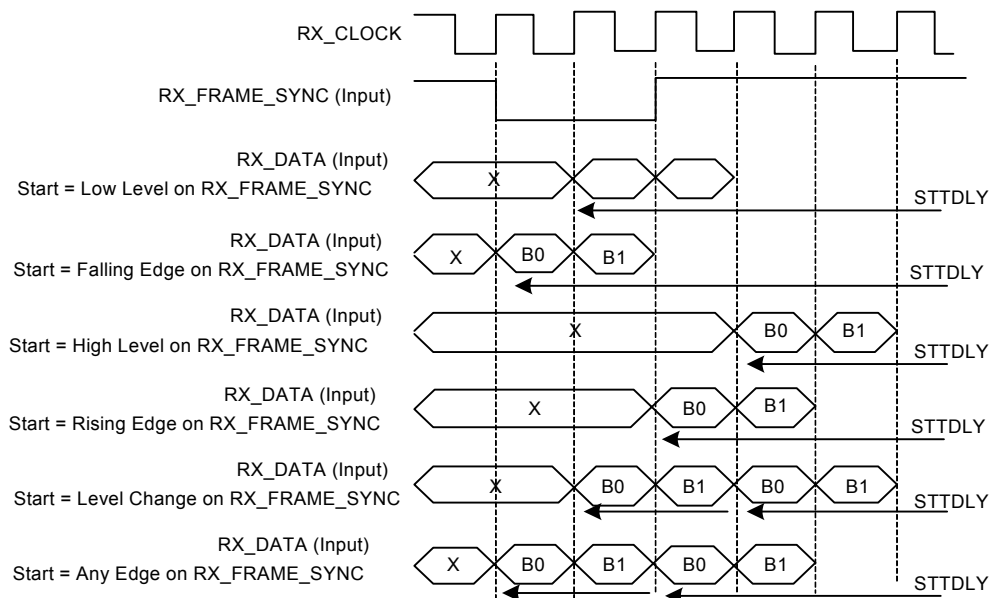 RX_CLOCK
RX_FRAME_SYNC (Input)
RX_DATA (Input)
Start = Low Level on RX_FRAME_SYNC
X
STTDLY
RX_DATA (Input)
Start = Falling Edge on RX_FRAME_SYNC
X B0 B1
STTDLY
RX_DATA (Input)
Start = High Level on RX_FRAME_SYNC
X B0 B1
STTDLY
RX_DATA (Input)
Start = Rising Edge on RX_FRAME_SYNC
X B0 B1
STTDLY
RX_DATA (Input)
Start = Level Change on RX_FRAME_SYNC
X B0 B1 B0 B1
STTDLY
RX_DATA (Input)
Start = Any Edge on RX_FRAME_SYNC
X B0 B1 B0 B1
STTDLY